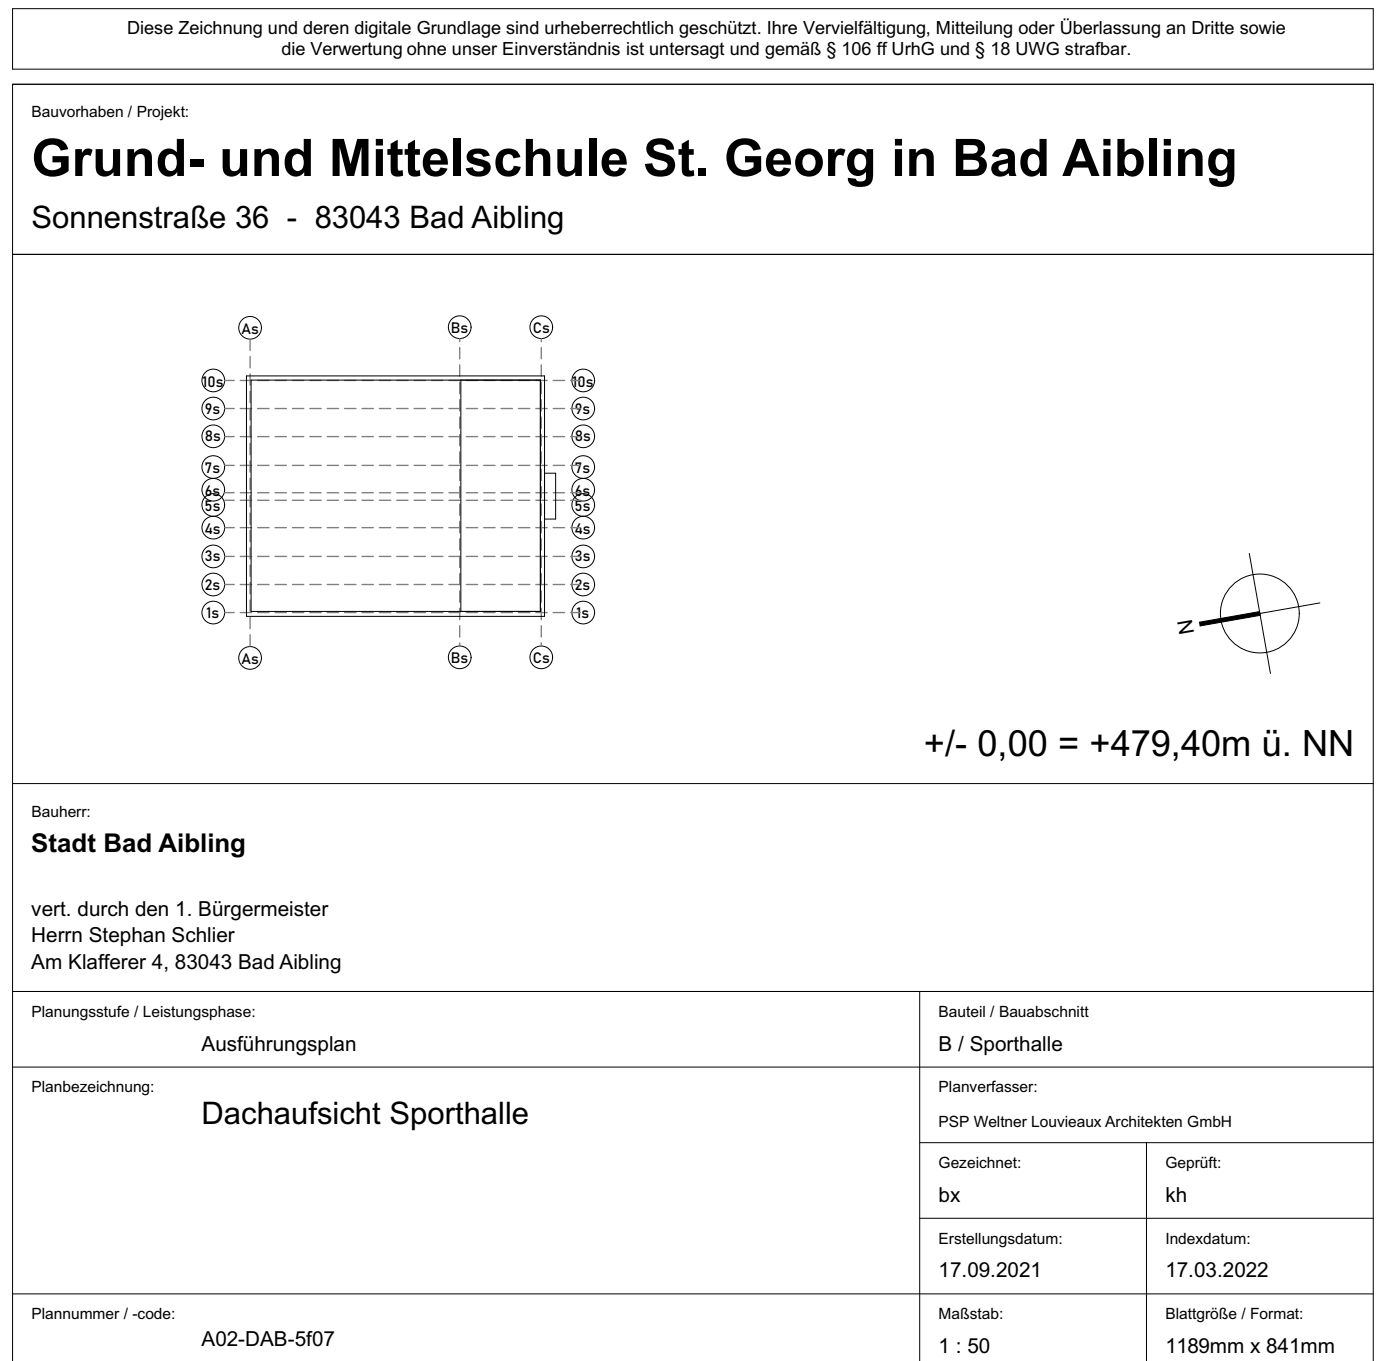 Diese Zeichnung und deren digitale Grundlage sind urheberrechtlich geschützt. Ihre Vervielfältigung, Mitteilung oder Überlassung an Dritte sowie
die Verwertung ohne unser Einverständnis ist untersagt und gemäß § 106 ff UrhG und § 18 UWG strafbar.
Bauvorhaben / Projekt:
Grund- und Mittelschule St. Georg in Bad Aibling
Sonnenstraße 36 - 83043 Bad Aibling
As Bs Cs
10s 10s
9s 9s
8s 8s
7s 7s
6s 6s
5s 5s
4s 4s
3s 3s
2s 2s
1s 1s
As Bs Cs
N
+/- 0,00 = +479,40m ü. NN
Bauherr:
Stadt Bad Aibling
vert. durch den 1. Bürgermeister
Herrn Stephan Schlier
Am Klafferer 4, 83043 Bad Aibling
Planungsstufe / Leistungsphase:
Ausführungsplan
Bauteil / Bauabschnitt
B / Sporthalle
Planbezeichnung:
Dachaufsicht Sporthalle
Planverfasser:
PSP Weltner Louvieaux Architekten GmbH
Gezeichnet:
bx
Geprüft:
kh
Erstellungsdatum:
17.09.2021
Indexdatum:
17.03.2022
Plannummer / -code:
A02-DAB-5f07
Maßstab:
1 : 50
Blattgröße / Format:
1189mm x 841mm